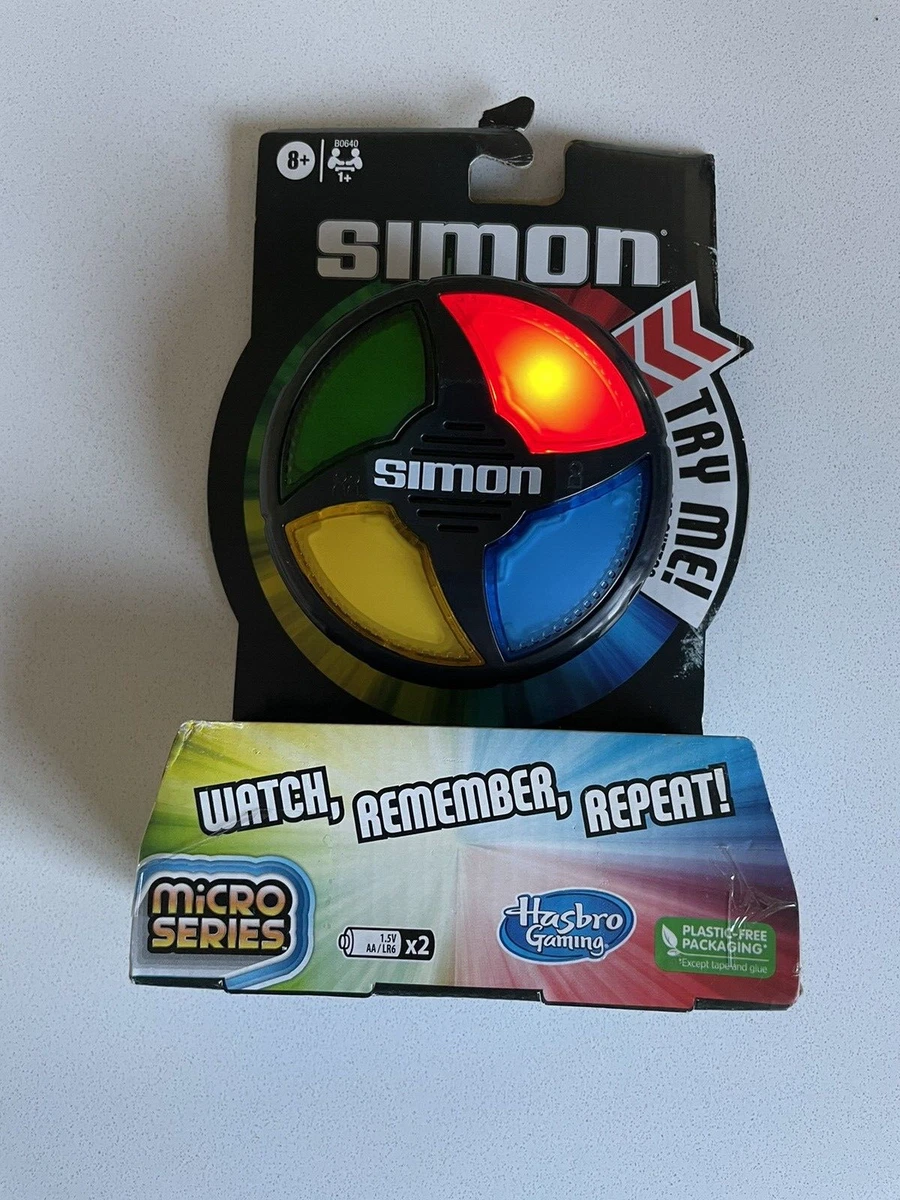 8+
B0640
1+
SIMON®
SIMON
TRY ME!
WATCH, REMEMBER, REPEAT!
MiCRO
SERIES™
1.5V
AA/LR6
x2
Hasbro
Gaming
PLASTIC-FREE
PACKAGING*
*Except tape and glue